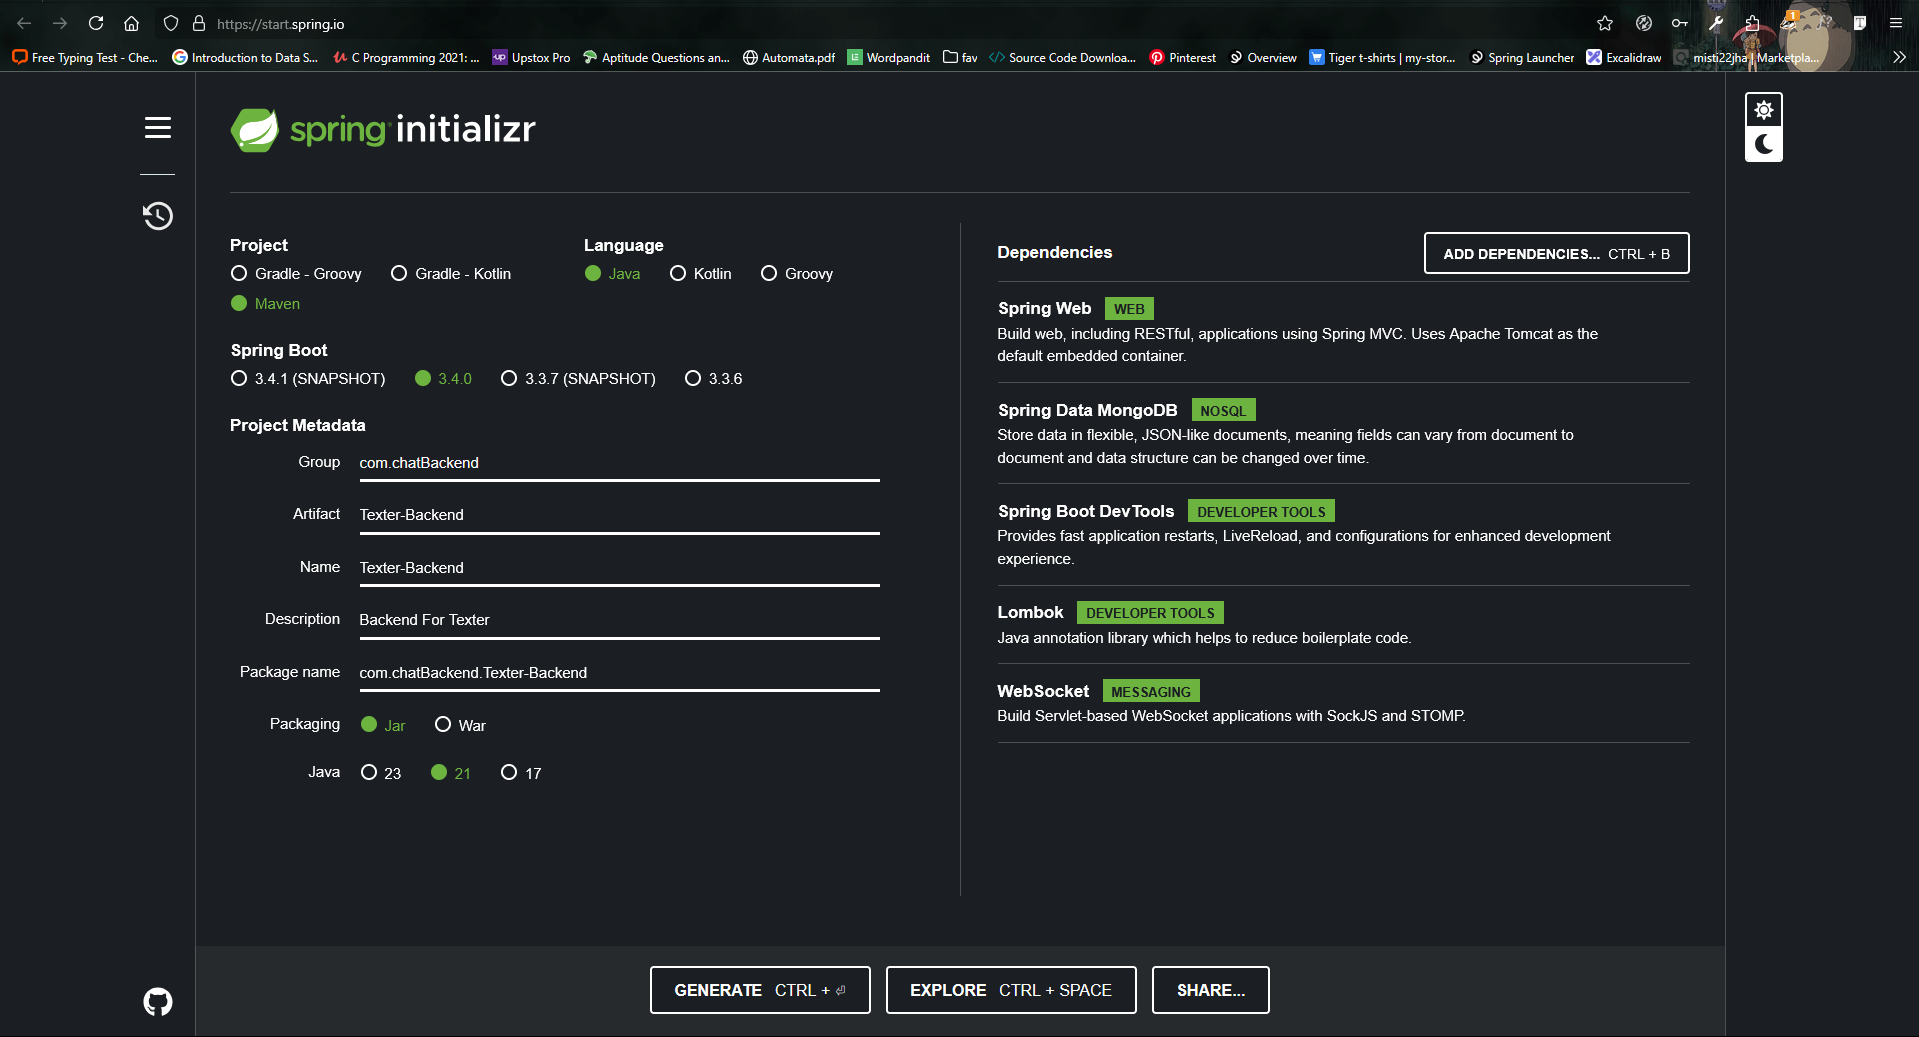 https://start.spring.io
1
Free Typing Test - Che...
Introduction to Data S...
C Programming 2021: ...
Upstox Pro
Aptitude Questions an...
Automata.pdf
Wordpandit
fav
Source Code Downloa...
Pinterest
Overview
Tiger t-shirts | my-stor...
Spring Launcher
Excalidraw
misti22jha | Marketpla...
spring initializr
Project
Gradle - Groovy
Gradle - Kotlin
Maven
Language
Java
Kotlin
Groovy
Spring Boot
3.4.1 (SNAPSHOT)
3.4.0
3.3.7 (SNAPSHOT)
3.3.6
Project Metadata
Group com.chatBackend
Artifact Texter-Backend
Name Texter-Backend
Description Backend For Texter
Package name com.chatBackend.Texter-Backend
Packaging Jar War
Java 23 21 17
Dependencies
ADD DEPENDENCIES... CTRL + B
Spring Web WEB
Build web, including RESTful, applications using Spring MVC. Uses Apache Tomcat as the
default embedded container.
Spring Data MongoDB NOSQL
Store data in flexible, JSON-like documents, meaning fields can vary from document to
document and data structure can be changed over time.
Spring Boot DevTools DEVELOPER TOOLS
Provides fast application restarts, LiveReload, and configurations for enhanced development
experience.
Lombok DEVELOPER TOOLS
Java annotation library which helps to reduce boilerplate code.
WebSocket MESSAGING
Build Servlet-based WebSocket applications with SockJS and STOMP.
GENERATE CTRL + ⏎
EXPLORE CTRL + SPACE
SHARE...